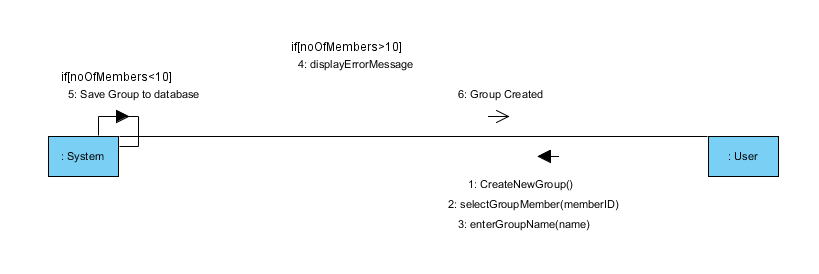 if[noOfMembers>10]
4: displayErrorMessage
if[noOfMembers<10]
5: Save Group to database
6: Group Created
: System
: User
1: CreateNewGroup()
2: selectGroupMember(memberID)
3: enterGroupName(name)